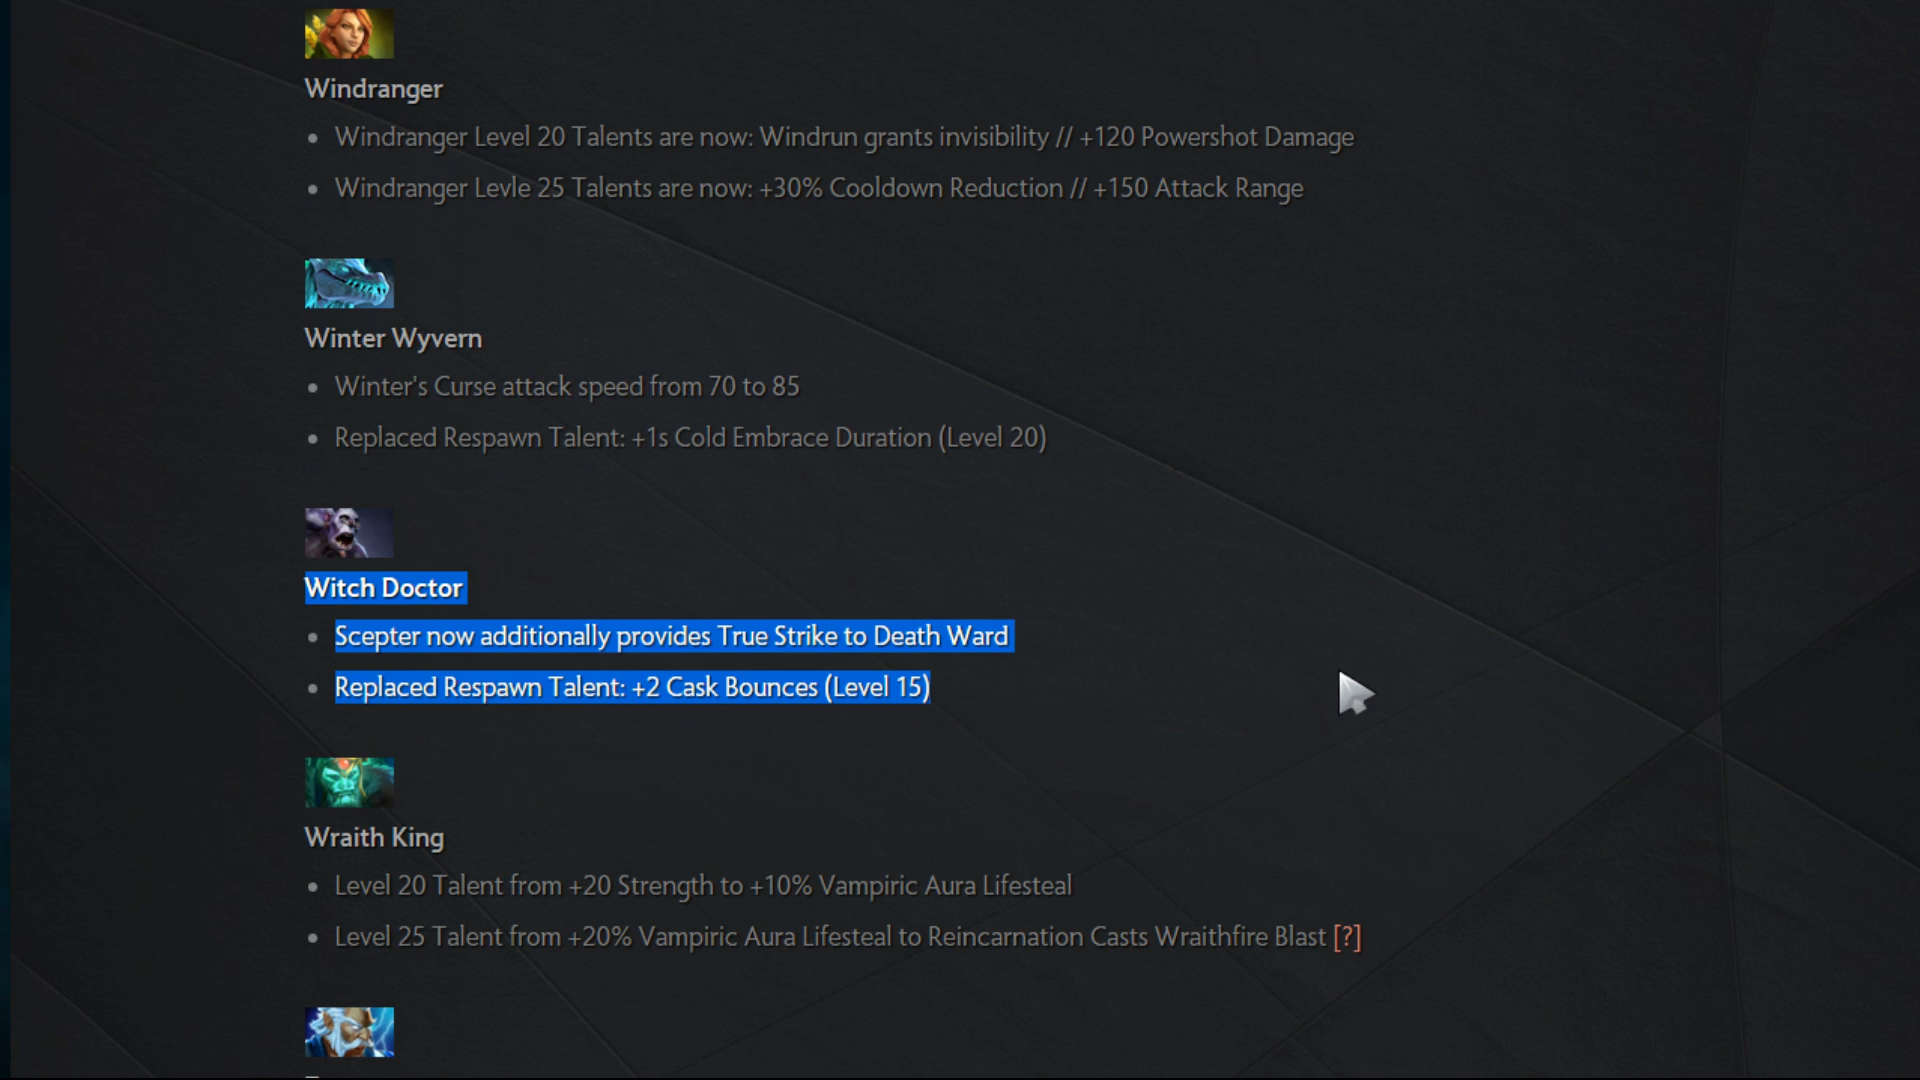 Windranger
Windranger Level 20 Talents are now: Windrun grants invisibility // +120 Powershot Damage
Windranger Levle 25 Talents are now: +30% Cooldown Reduction // +150 Attack Range
Winter Wyvern
Winter's Curse attack speed from 70 to 85
Replaced Respawn Talent: +1s Cold Embrace Duration (Level 20)
Witch Doctor
Scepter now additionally provides True Strike to Death Ward
Replaced Respawn Talent: +2 Cask Bounces (Level 15)
Wraith King
Level 20 Talent from +20 Strength to +10% Vampiric Aura Lifesteal
Level 25 Talent from +20% Vampiric Aura Lifesteal to Reincarnation Casts Wraithfire Blast [?]